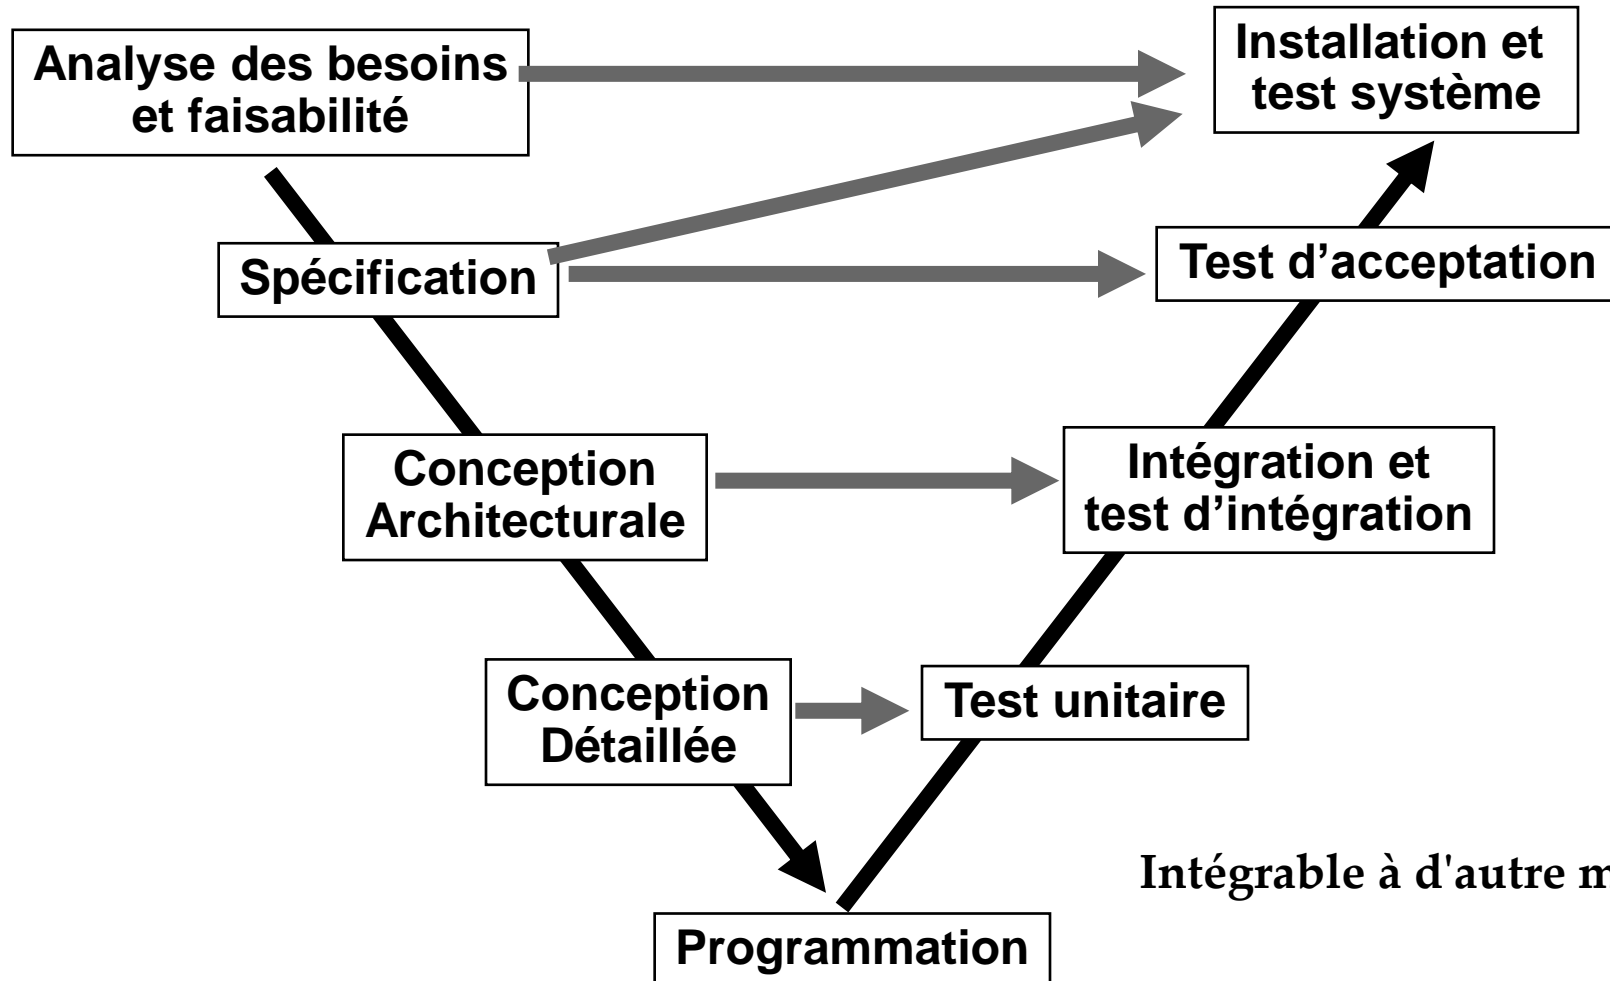 Analyse des besoins
et faisabilité
Installation et
test système
Spécification
Test d’acceptation
Conception
Architecturale
Intégration et
test d’intégration
Conception
Détaillée
Test unitaire
Intégrable à d'autre
Programmation